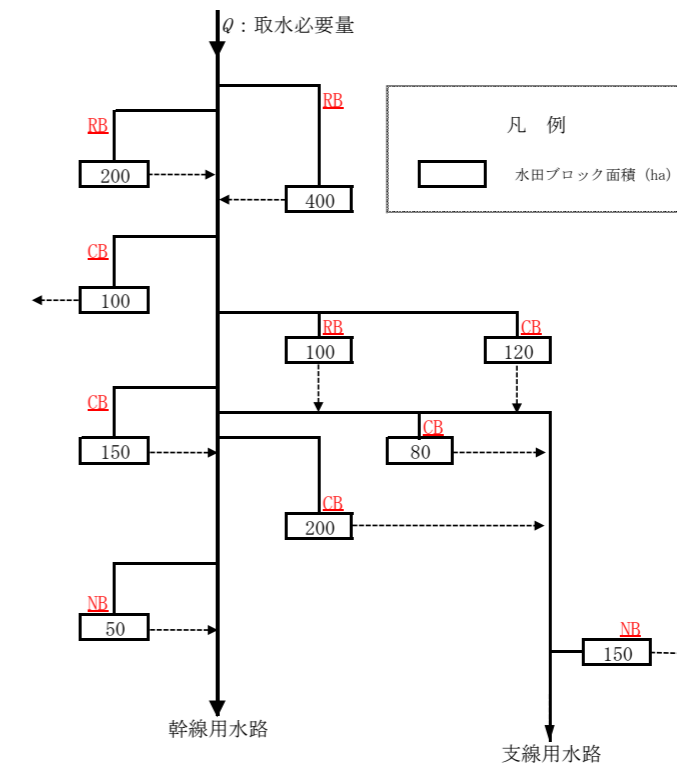 Q：取水必要量
RB
RB
凡　例
200
水田ブロック面積（ha）
400
CB
100
RB
CB
100
120
CB
CB
150
80
CB
200
NB
50
NB
150
幹線用水路
支線用水路